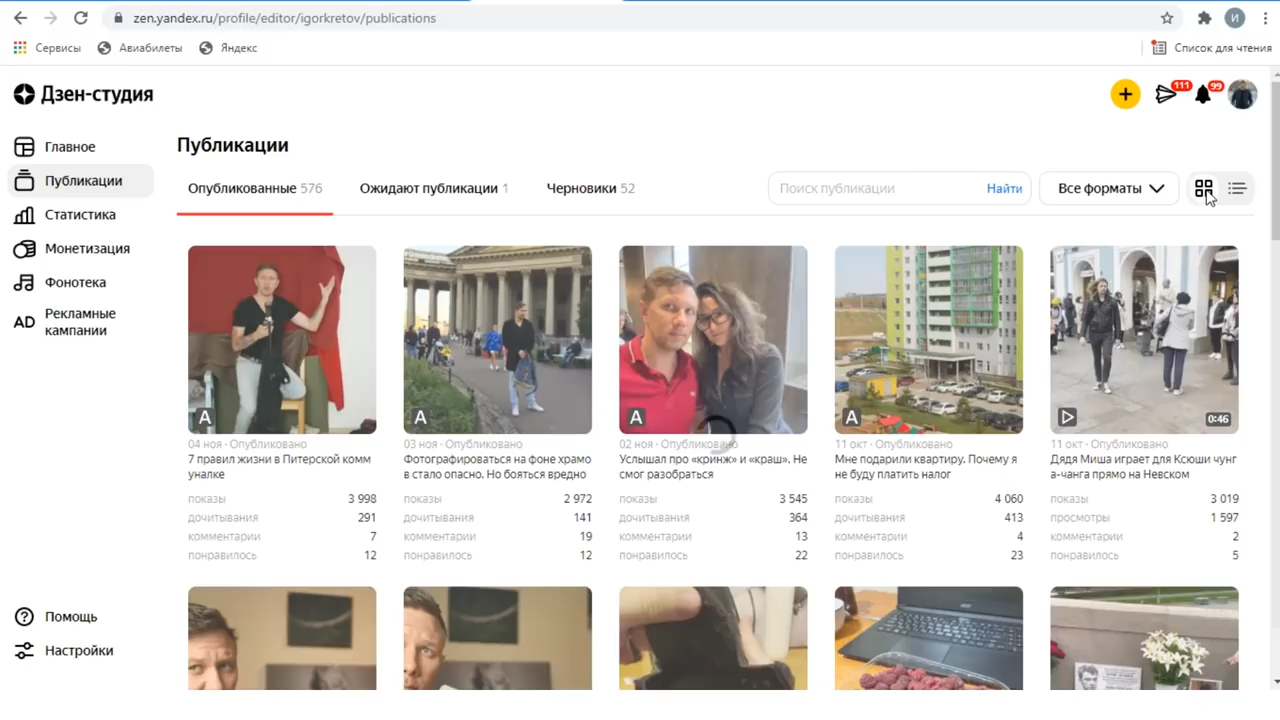 zen.yandex.ru/profile/editor/igorkretov/publications
И
Сервисы Авиабилеты Яндекс Список для чтения
Дзен-студия
111
99
Главное
Публикации
Статистика
Монетизация
Фонотека
AD Рекламные кампании
Помощь
Настройки
Публикации
Опубликованные 576 Ожидают публикации 1 Черновики 52 Поиск публикации Найти Все форматы
A
04 ноя · Опубликовано
7 правил жизни в Питерской комм
уналке
показы 3 998
дочитывания 291
комментарии 7
понравилось 12
A
03 ноя · Опубликовано
Фотографироваться на фоне храмо
в стало опасно. Но бояться вредно
показы 2 972
дочитывания 141
комментарии 19
понравилось 12
A
02 ноя · Опубликовано
Услышал про «кринж» и «краш». Не
смог разобраться
показы 3 545
дочитывания 364
комментарии 13
понравилось 22
A
11 окт · Опубликовано
Мне подарили квартиру. Почему я
не буду платить налог
показы 4 060
дочитывания 413
комментарии 4
понравилось 23
0:46
11 окт · Опубликовано
Дядя Миша играет для Ксюши чунг
а-чанга прямо на Невском
показы 3 019
просмотры 1 597
комментарии 2
понравилось 5